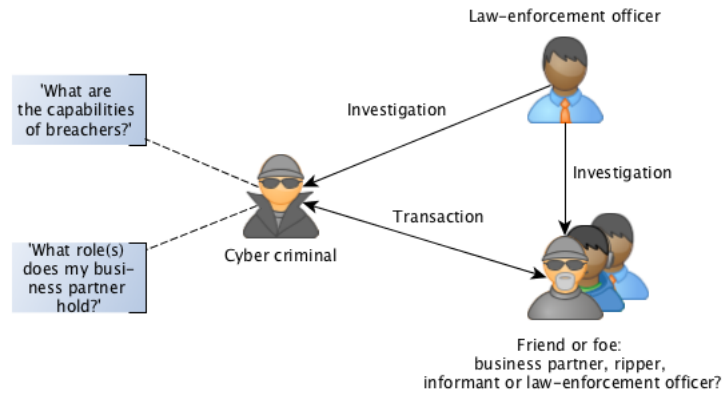 Law-enforcement officer
'What are
the capabilities
of breachers?'
Investigation
Investigation
Transaction
'What role(s)
does my busi-
ness partner
hold?'
Cyber criminal
Friend or foe:
business partner, ripper,
informant or law-enforcement officer?